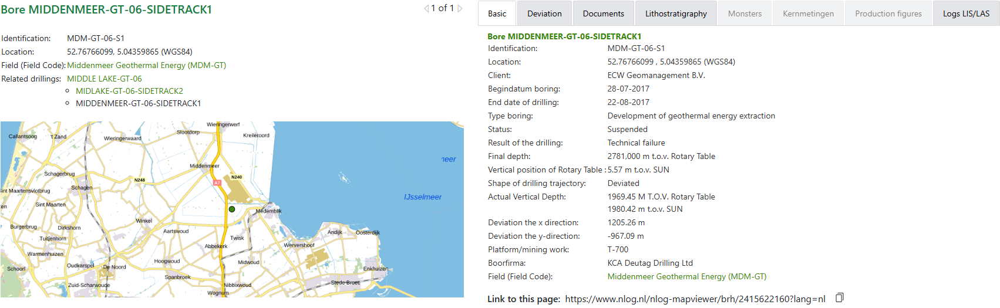 Bore MIDDENMEER-GT-06-SIDETRACK1
1 of 1
Identification: MDM-GT-06-S1
Location: 52.76766099, 5.04359865 (WGS84)
Field (Field Code): Middenmeer Geothermal Energy (MDM-GT)
Related drillings: MIDDLE LAKE-GT-06
MIDLAKE-GT-06-SIDETRACK2
MIDDENMEER-GT-06-SIDETRACK1
Wieringerwerf
Callantsoog
't Zand
Wieringerwaard
Slootdorp
Kreileroord
meer
Middenmeer
Schagerbrug
N248
N240
A7
Schagen
int Maartensvlotbrug
IJsselmeer
Sint Maarten
ten
Medemblik
Winkel
Burgerbrug
Dirkshorn
Aartswoud
Andijk
Oosterdijk
Tuitjenhorn
Twisk
Abbekerk
Wervershoof
Warmenhuizen
Hoogwoud
Midwoud
Schoorl
Oudkarspel
De Noord
Enkhuizen
Spanbroek
Zuid-Scharwoude
Nibbixwoud
Stede Broec
Wognum
Basic
Deviation
Documents
Lithostratigraphy
Monsters
Kernmetingen
Production figures
Logs LIS/LAS
Bore MIDDENMEER-GT-06-SIDETRACK1
Identification: MDM-GT-06-S1
Location: 52.76766099 , 5.04359865 (WGS84)
Client: ECW Geomanagement B.V.
Begindatum boring: 28-07-2017
End date of drilling: 22-08-2017
Type boring: Development of geothermal energy extraction
Status: Suspended
Result of the drilling: Technical failure
Final depth: 2781,000 m t.o.v. Rotary Table
Vertical position of Rotary Table : 5.57 m t.o.v. SUN
Shape of drilling trajectory: Deviated
Actual Vertical Depth: 1969.45 M T.O.V. Rotary Table
1980.42 m t.o.v. SUN
Deviation the x direction: 1205.26 m
Deviation the y-direction: -967.09 m
Platform/mining work: T-700
Boorfirma: KCA Deutag Drilling Ltd
Field (Field Code): Middenmeer Geothermal Energy (MDM-GT)
Link to this page: https://www.nlog.nl/nlog-mapviewer/brh/2415622160?lang=nl